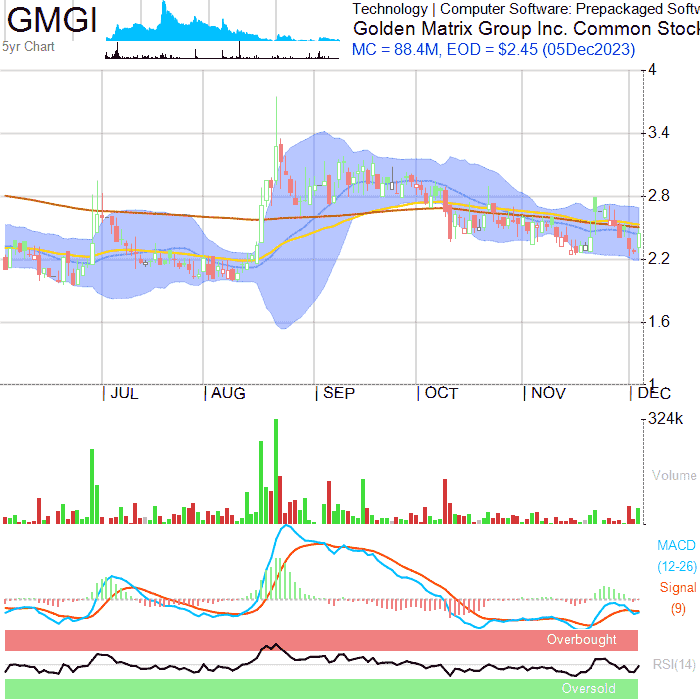 GMGI
5yr Chart
Technology | Computer Software: Prepackaged Softw
Golden Matrix Group Inc. Common Stock
MC = 88.4M, EOD = $2.45 (05Dec2023)
4
3.4
2.8
2.2
1.6
1
JUL AUG SEP OCT NOV DEC
324k
Volume
MACD
(12-26)
Signal
(9)
Overbought
RSI(14)
Oversold